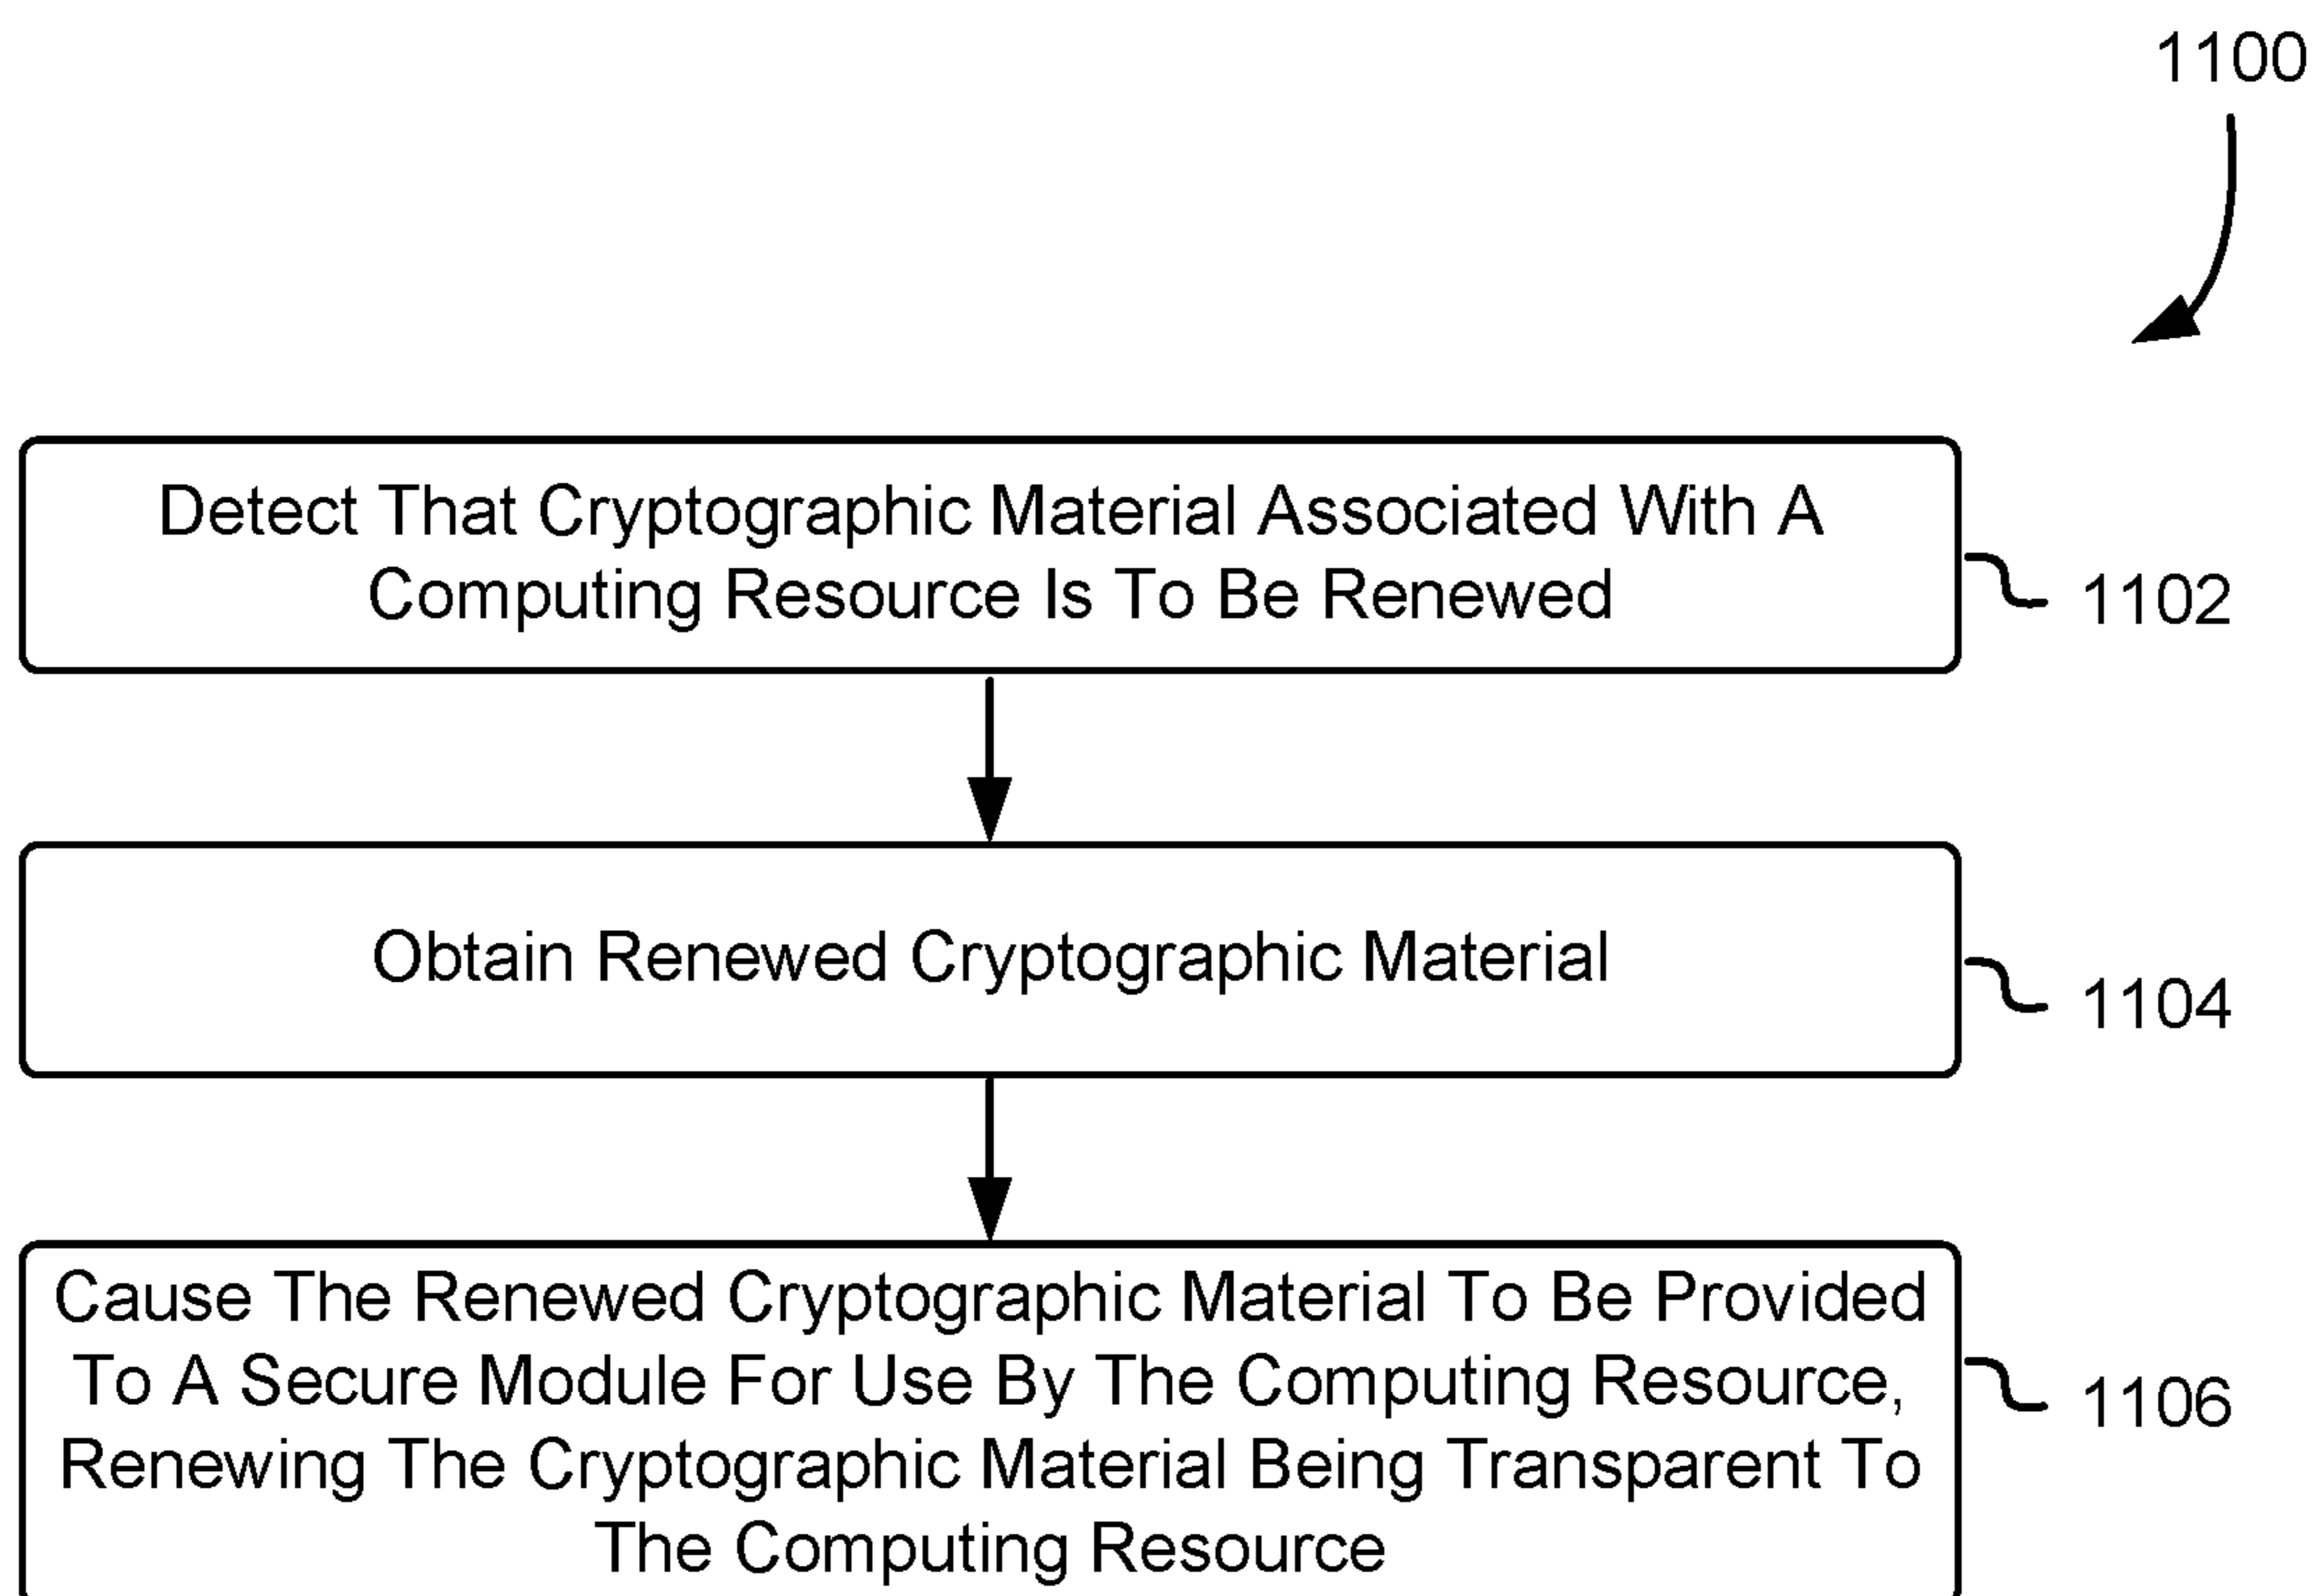 1100
Detect That Cryptographic Material Associated With A
Computing Resource Is To Be Renewed
1102
Obtain Renewed Cryptographic Material
1104
Cause The Renewed Cryptographic Material To Be Provided
To A Secure Module For Use By The Computing Resource,
Renewing The Cryptographic Material Being Transparent To
The Computing Resource
1106